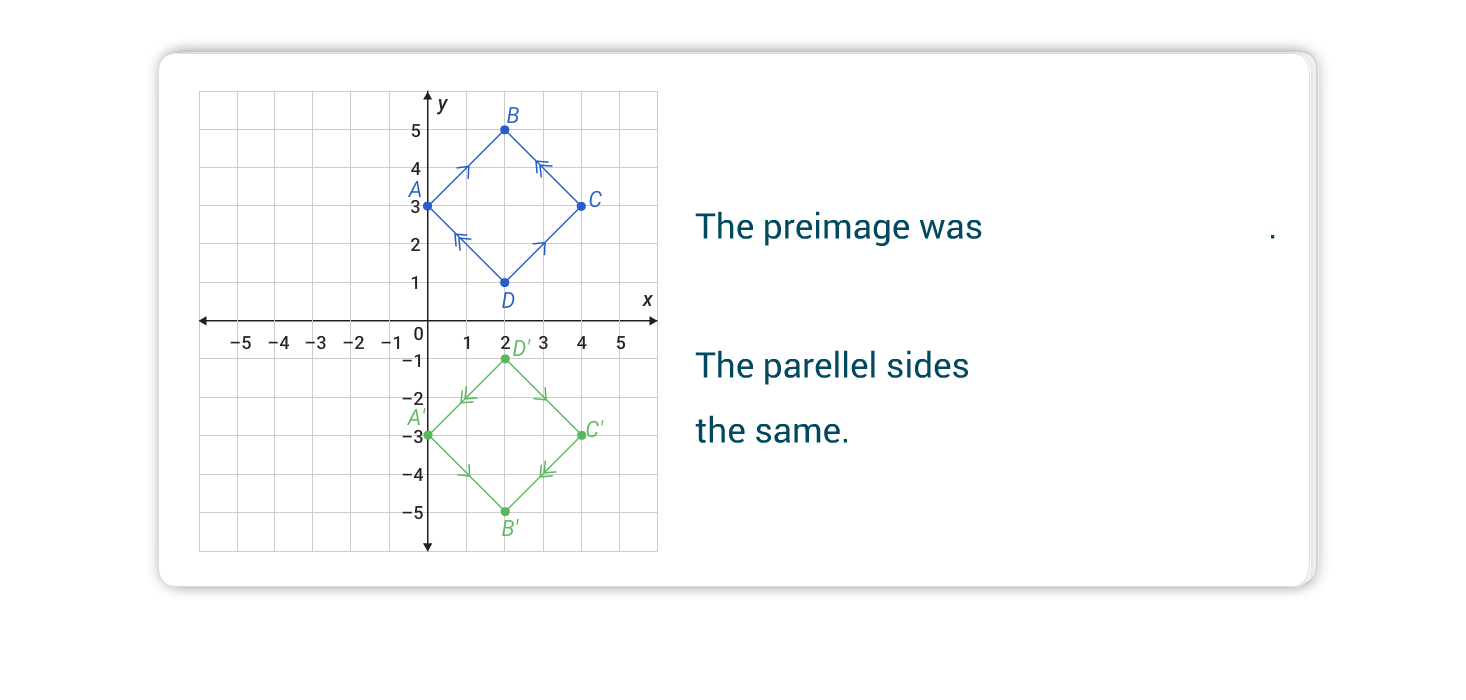 y
B
5
4
A
C
3
The preimage was .
2
1
D
x
0
−5 −4 −3 −2 −1 1 2 3 4 5
D'
−1
The parellel sides
−2
A'
C'
−3
the same.
−4
−5
B'